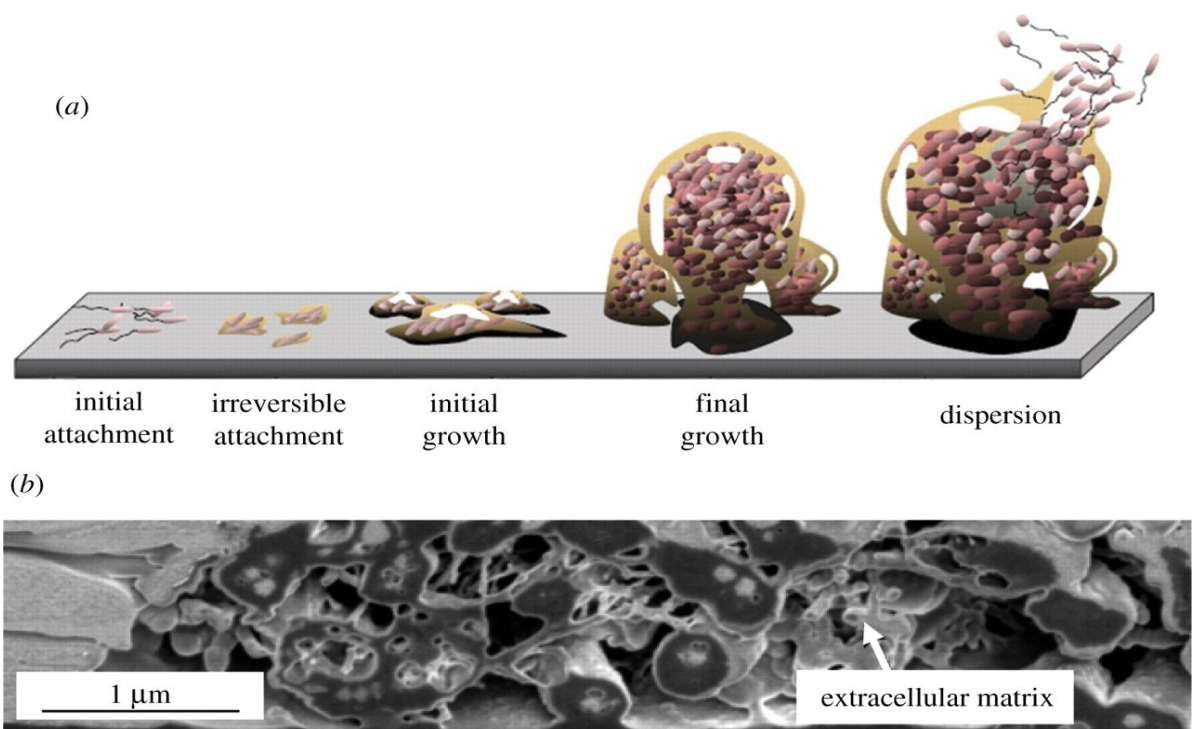 (a)
initial
attachment
irreversible
attachment
initial
growth
final
growth
dispersion
(b)
1 μm
extracellular matrix